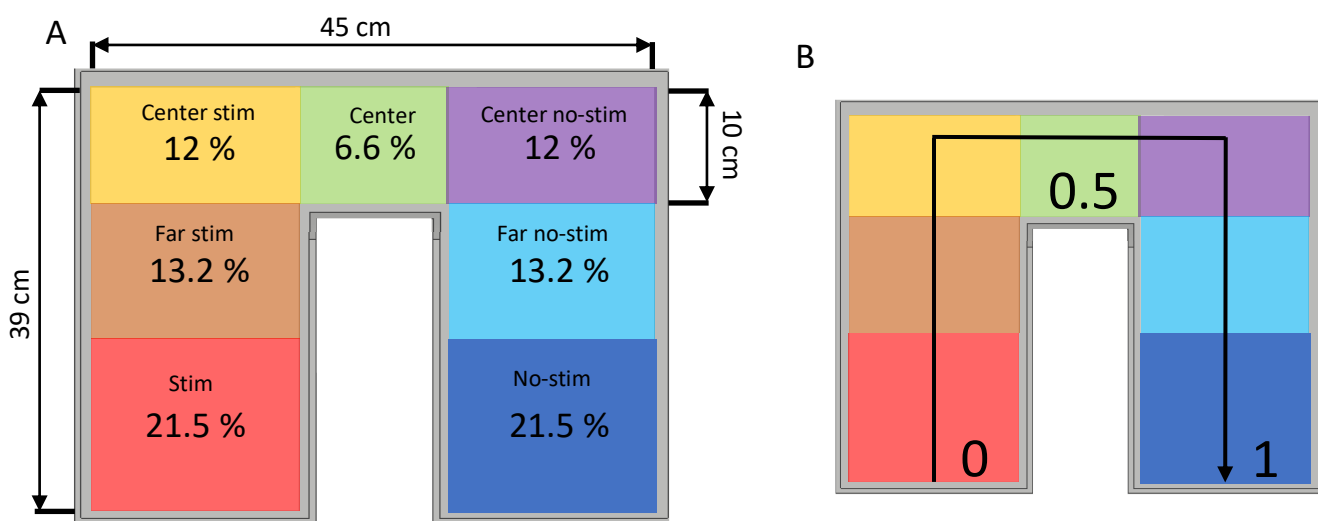 A
45 cm
B
Center stim
12 %
Center
6.6 %
Center no-stim
12 %
10 cm
Far stim
13.2 %
Far no-stim
13.2 %
39 cm
Stim
21.5 %
No-stim
21.5 %
0.5
0
1